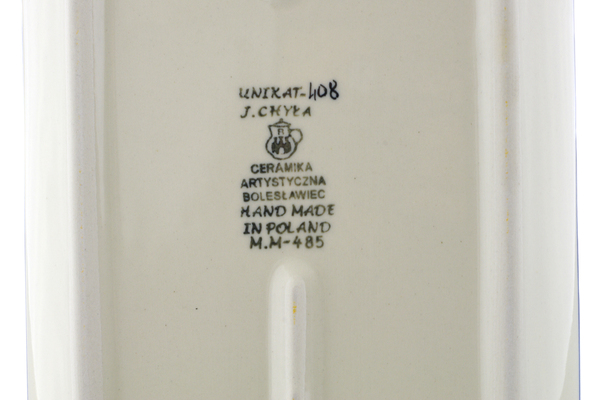 UNIKAT-408
J. CHYŁA
R
CERAMIKA
ARTYSTYCZNA
BOLESŁAWIEC
HAND MADE
IN POLAND
M.M-485